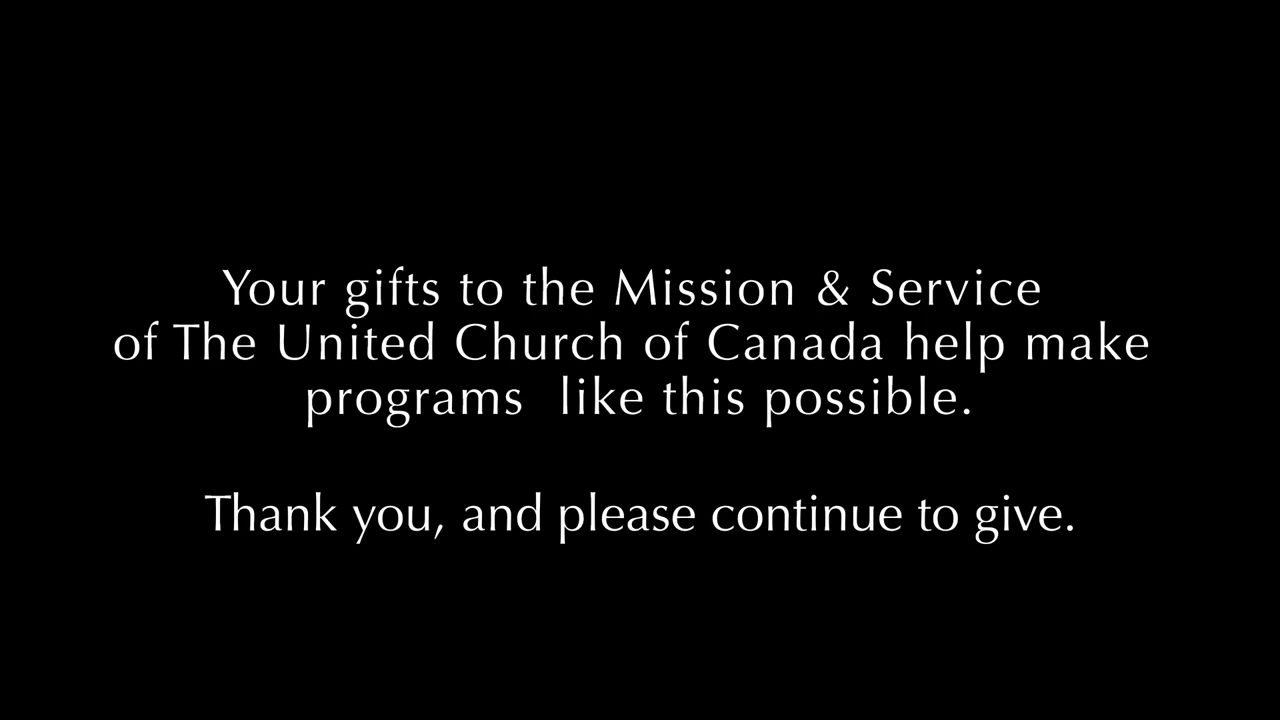 Your gifts to the Mission & Service
of The United Church of Canada help make
programs  like this possible.
Thank you, and please continue to give.